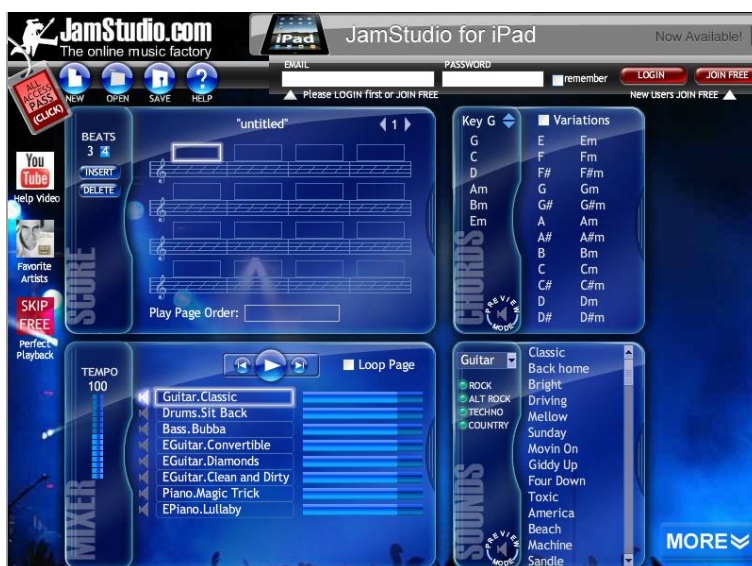 JamStudio.com
The online music factory
iPad
JamStudio for iPad
Now Available!
ALL
ACCESS
PASS
(CLICK)
NEW
OPEN
SAVE
HELP
EMAIL
PASSWORD
remember
LOGIN
JOIN FREE
Please LOGIN first or JOIN FREE
New Users JOIN FREE
You
Tube
Help Video
Favorite
Artists
SKIP
FREE
Perfect
Playback
BEATS
3 4
INSERT
DELETE
SCORE
"untitled"
1
Play Page Order:
Key G
Variations
G
C
D
Am
Bm
Em
E Em
F Fm
F# F#m
G Gm
G# G#m
A Am
A# A#m
B Bm
C Cm
C# C#m
D Dm
D# D#m
CHORDS
PREVIEW
MODE
TEMPO
100
MIXER
Loop Page
Guitar.Classic
Drums.Sit Back
Bass.Bubba
EGuitar.Convertible
EGuitar.Diamonds
EGuitar.Clean and Dirty
Piano.Magic Trick
EPiano.Lullaby
Guitar
ROCK
ALT ROCK
TECHNO
COUNTRY
SOUNDS
PREVIEW
MODE
Classic
Back home
Bright
Driving
Mellow
Sunday
Movin On
Giddy Up
Four Down
Toxic
America
Beach
Machine
Sandle
MORE